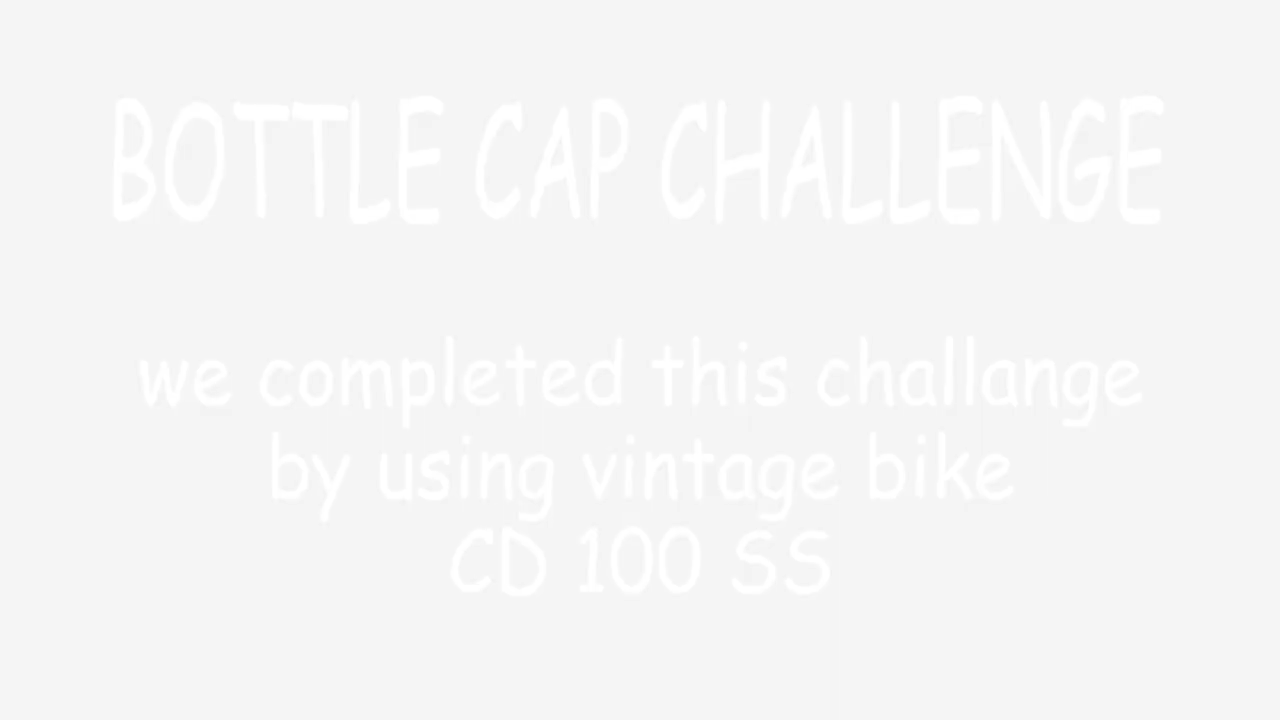 BOTTLE CAP CHALLENGE
we completed this challange
by using vintage bike
CD 100 SS